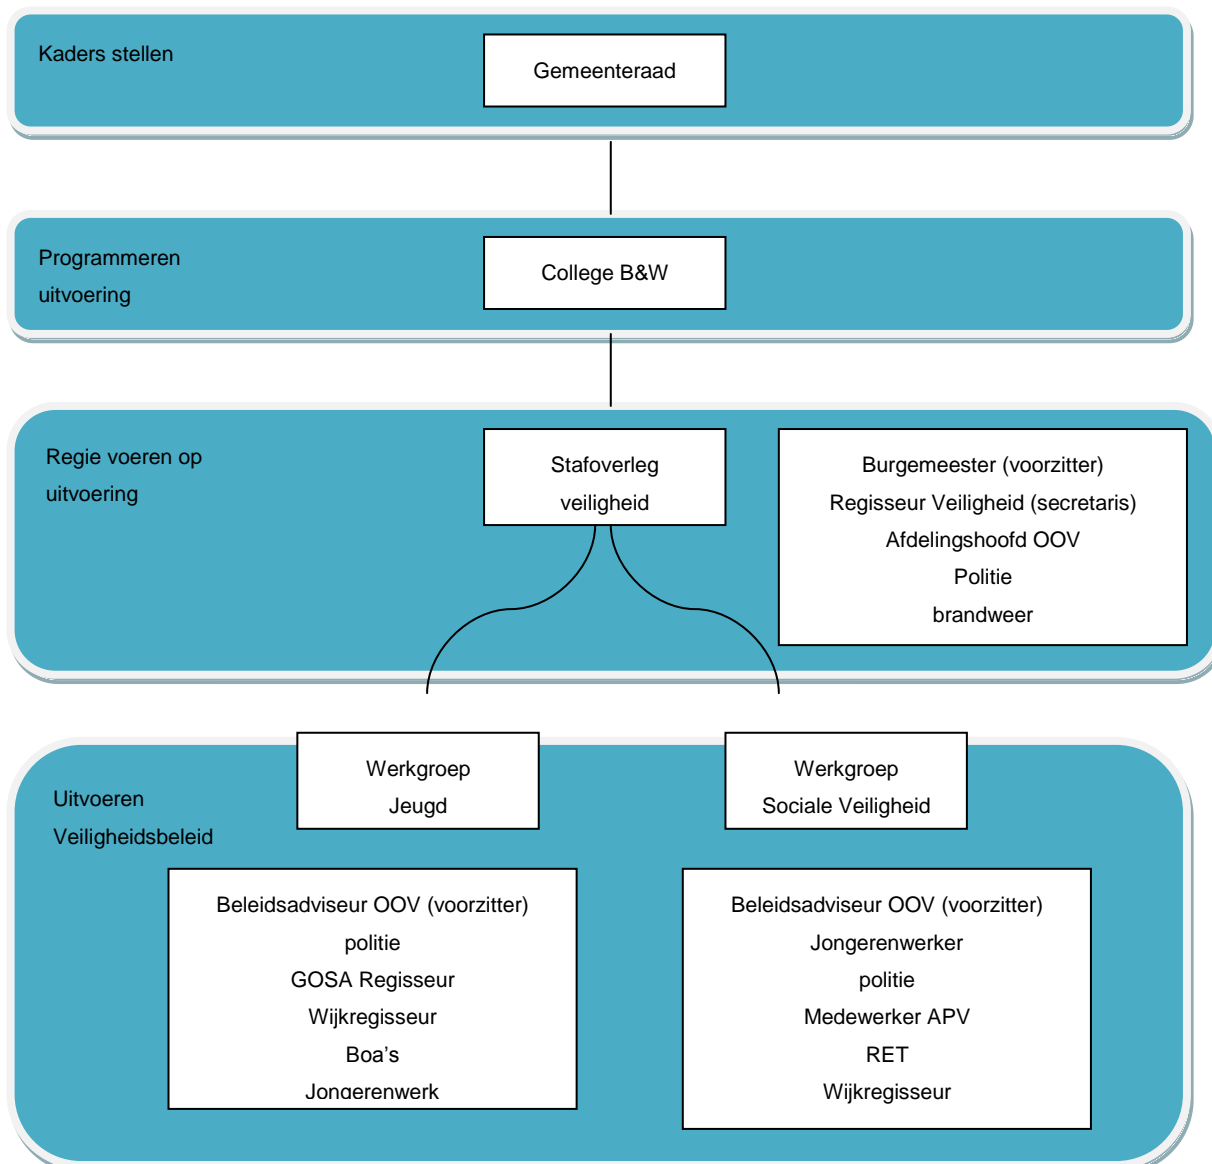 Kaders stellen
Gemeenteraad
Programmeren
uitvoering
College B&W
Regie voeren op
uitvoering
Stafoverleg
veiligheid
Burgemeester (voorzitter)
Regisseur Veiligheid (secretaris)
Afdelingshoofd OOV
Politie
brandweer
Uitvoeren
Veiligheidsbeleid
Werkgroep
Jeugd
Werkgroep
Sociale Veiligheid
Beleidsadviseur OOV (voorzitter)
politie
GOSA Regisseur
Wijkregisseur
Boa’s
Jongerenwerk
Beleidsadviseur OOV (voorzitter)
Jongerenwerker
politie
Medewerker APV
RET
Wijkregisseur